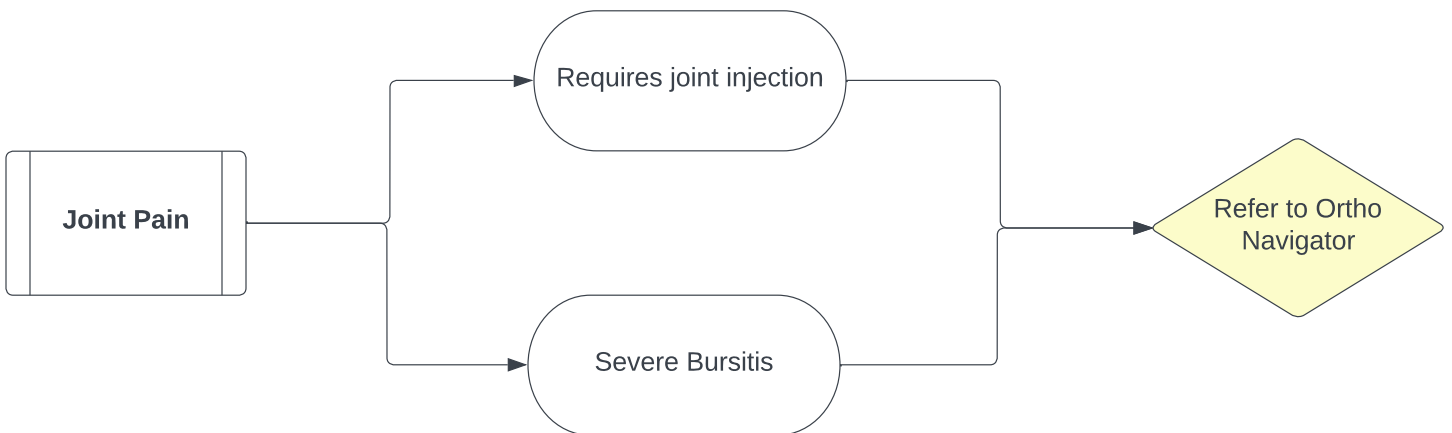 Requires joint injection
Joint Pain
Refer to Ortho
Navigator
Severe Bursitis